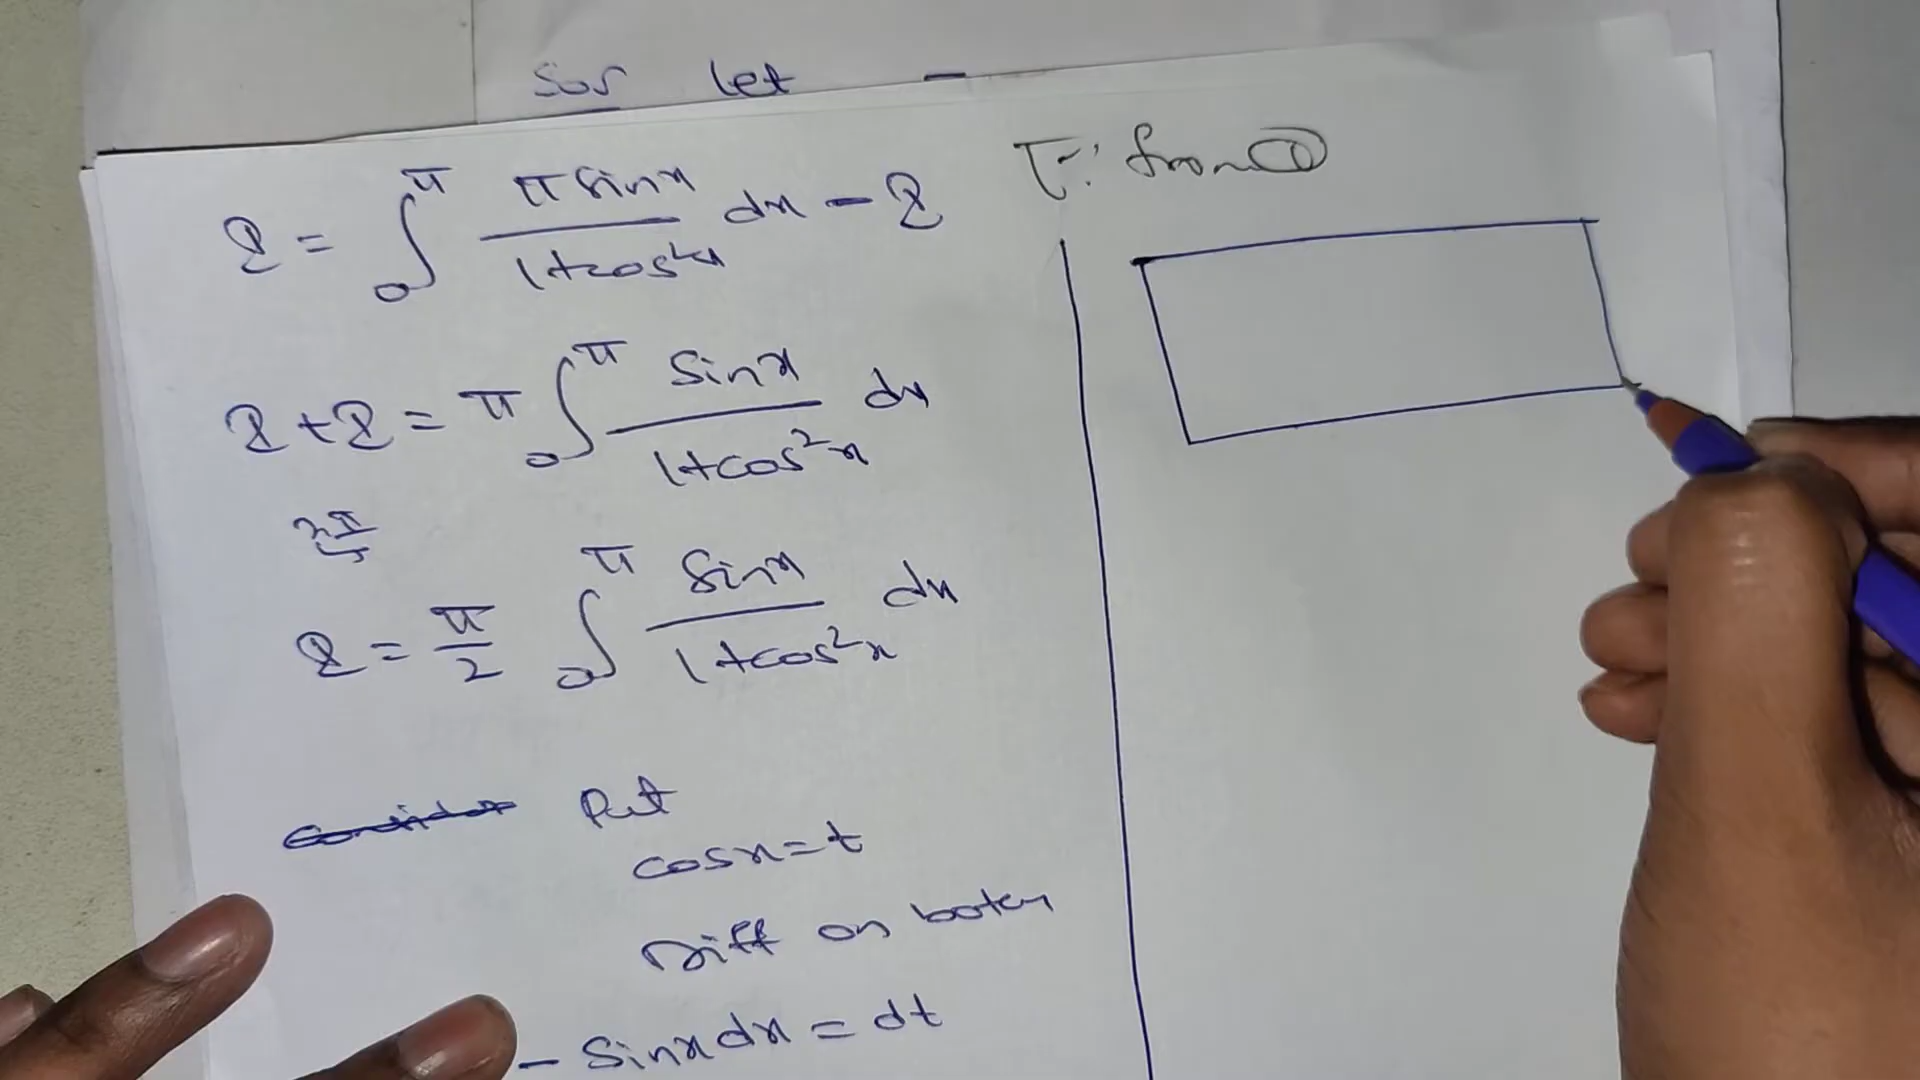 Sol let -
I = ∫₀^π π sinx / 1+cos²x dx - I [∵ from ①
I + I = π ∫₀^π sinx / 1+cos²x dx
I = π/2 ∫₀^π sinx / 1+cos²x dx
Put
cosx = t
Diff on both
- sinx dx = dt